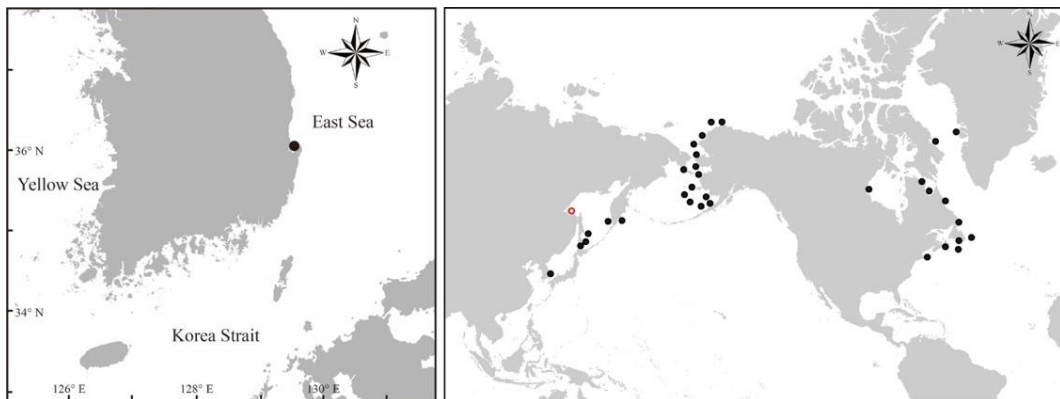 N
W E
S
East Sea
36° N
Yellow Sea
34° N
Korea Strait
126° E 128° E 130° E
N
W E
S